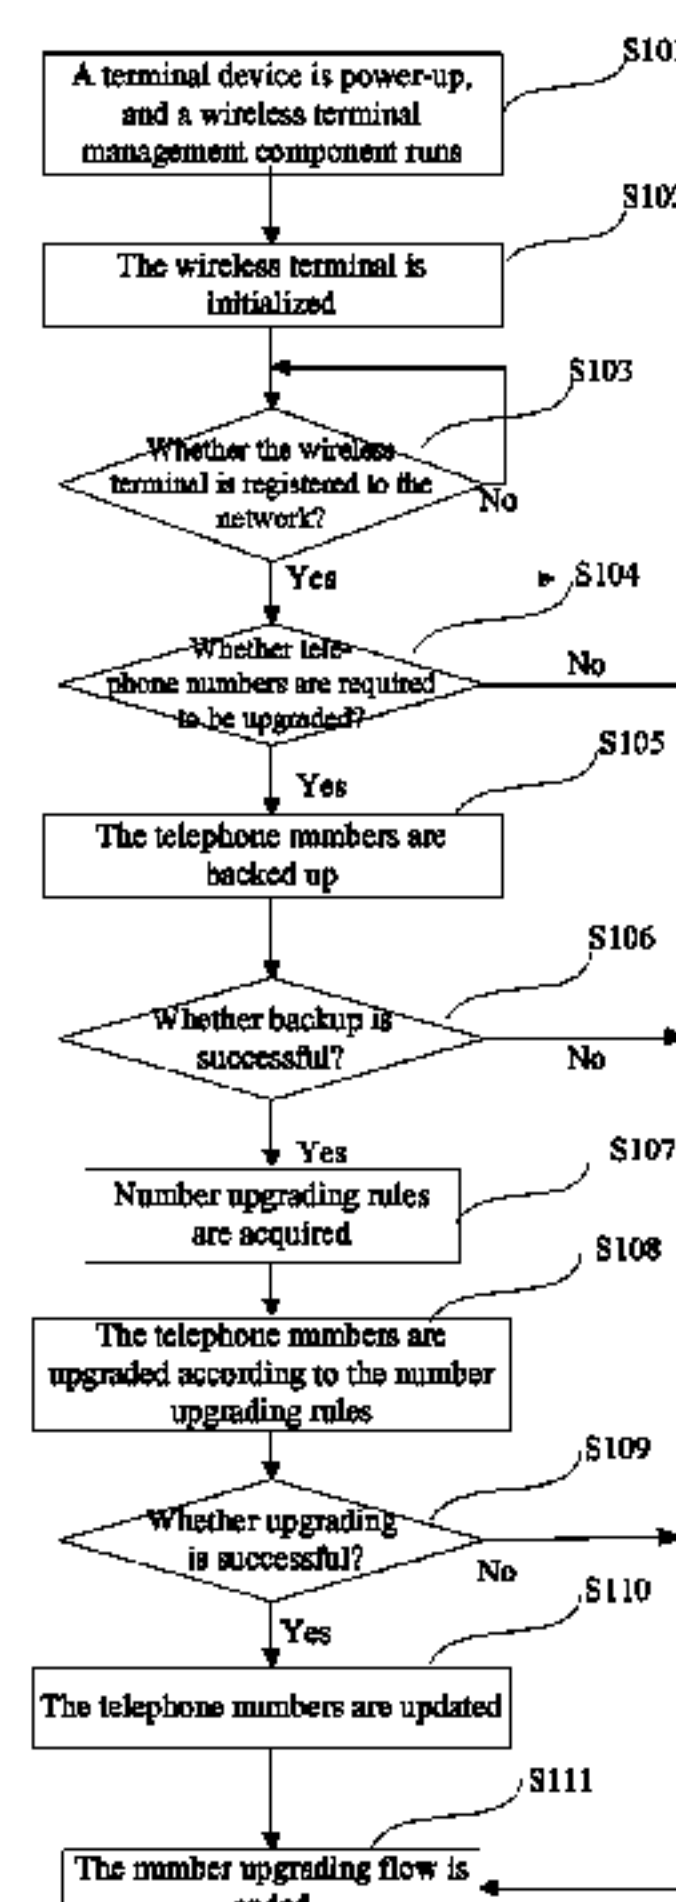 S101
A terminal device is power-up,
and a wireless terminal
management component runs
S102
The wireless terminal is
initialized
S103
Whether the wireless
terminal is registered to the
network?
No
Yes
S104
Whether tele-
phone numbers are required
to be upgraded?
No
Yes
S105
The telephone numbers are
backed up
S106
Whether backup is
successful?
No
Yes
S107
Number upgrading rules
are acquired
S108
The telephone numbers are
upgraded according to the number
upgrading rules
S109
Whether upgrading
is successful?
No
Yes
S110
The telephone numbers are updated
S111
The number upgrading flow is
ended